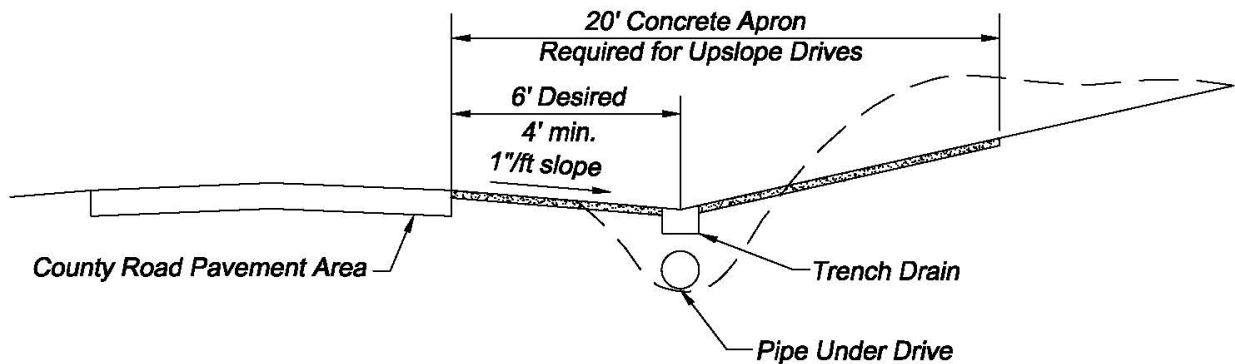 20' Concrete Apron
Required for Upslope Drives
6' Desired
4' min.
1"/ft slope
County Road Pavement Area
Trench Drain
Pipe Under Drive